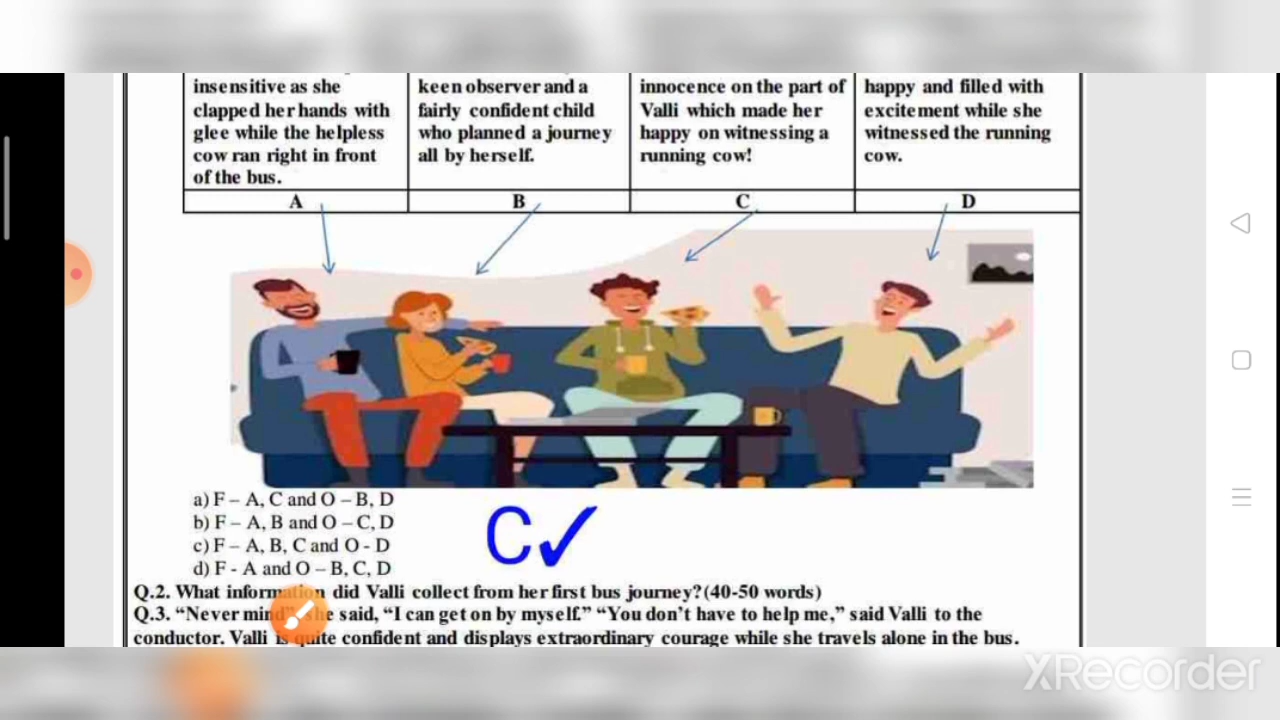 insensitive as she
clapped her hands with
glee while the helpless
cow ran right in front
of the bus.
keen observer and a
fairly confident child
who planned a journey
all by herself.
innocence on the part of
Valli which made her
happy on witnessing a
running cow!
happy and filled with
excitement while she
witnessed the running
cow.
A B C D
a) F – A, C and O – B, D
b) F – A, B and O – C, D
c) F – A, B, C and O - D
d) F - A and O – B, C, D
C✓
Q.2. What information did Valli collect from her first bus journey? (40-50 words)
Q.3. “Never mind”, she said, “I can get on by myself.” “You don’t have to help me,” said Valli to the
conductor. Valli is quite confident and displays extraordinary courage while she travels alone in the bus.
XRecorder